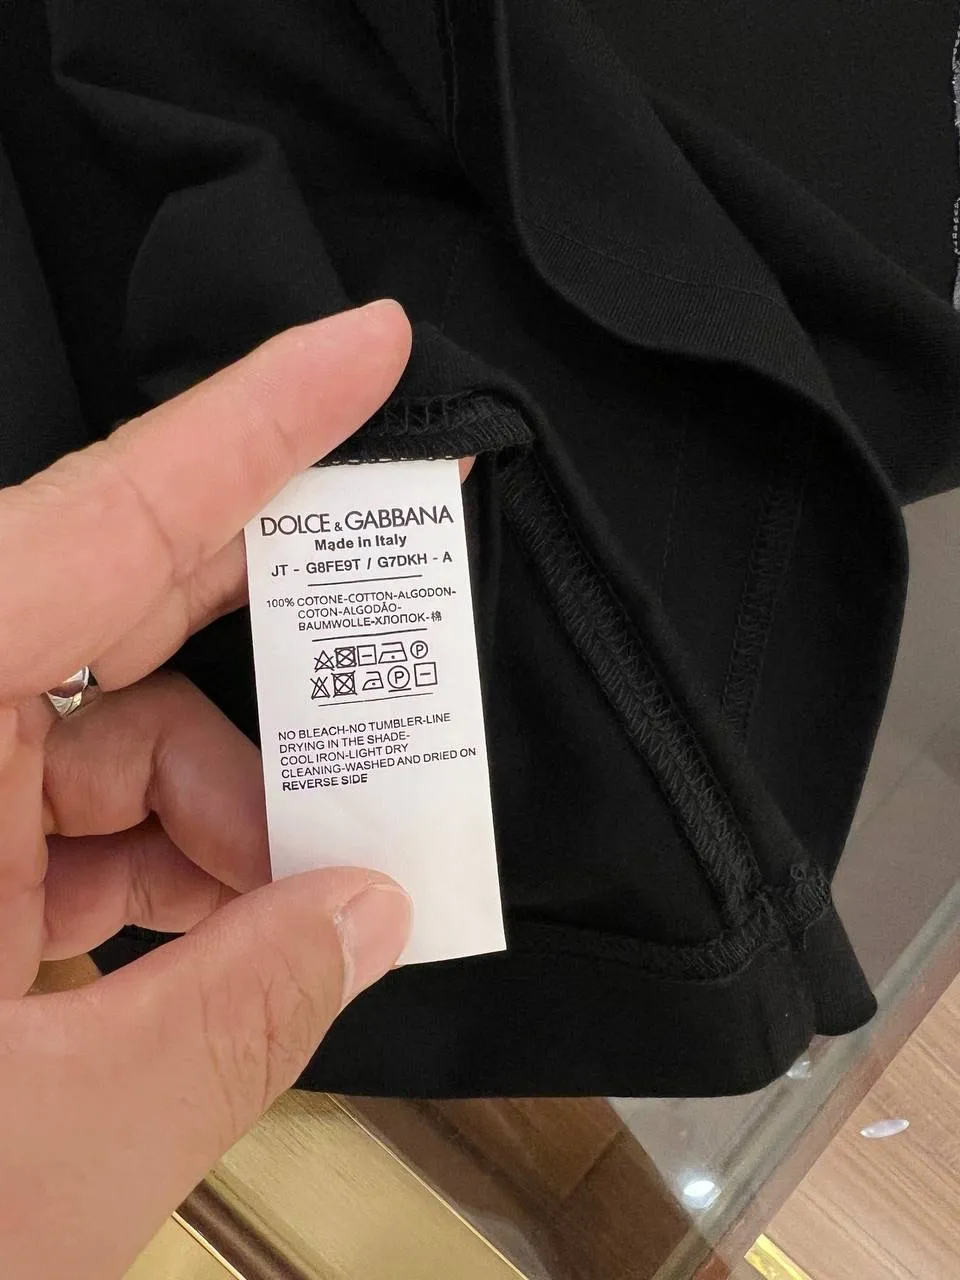 DOLCE & GABBANA
Made in Italy
JT - G8FE9T / G7DKH - A
100% COTONE-COTTON-ALGODON-
COTON-ALGODÃO-
BAUMWOLLE-ХЛОПОК-棉
P
P
NO BLEACH-NO TUMBLER-LINE
DRYING IN THE SHADE-
COOL IRON-LIGHT DRY
CLEANING-WASHED AND DRIED ON
REVERSE SIDE